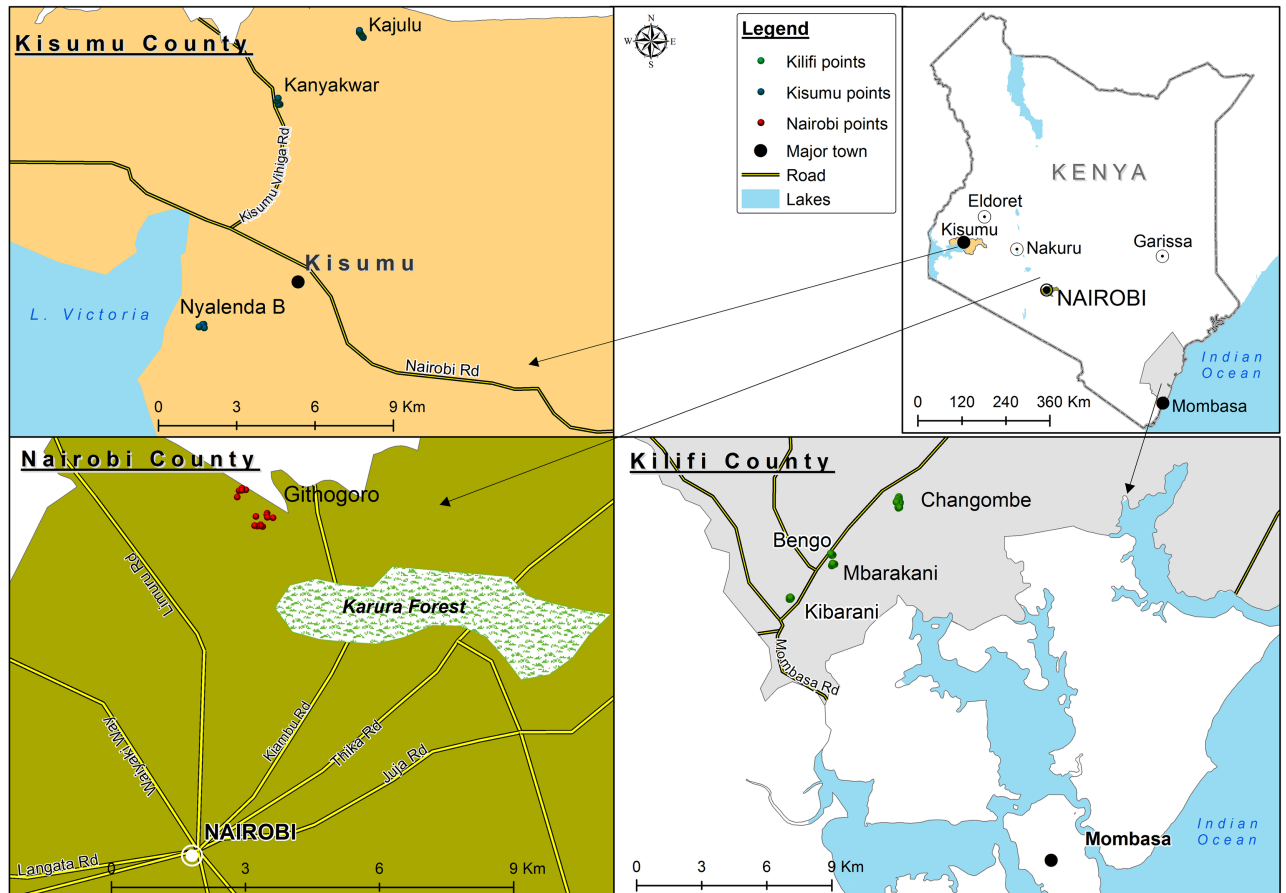 Kisumu County
Kajulu
Kanyakwar
Kisumu-Vihiga Rd
Kisumu
Nyalenda B
L. Victoria
Nairobi Rd
0 3 6 9 Km
N
W E
S
Legend
Kilifi points
Kisumu points
Nairobi points
Major town
Road
Lakes
KENYA
Eldoret
Kisumu
Nakuru
Garissa
NAIROBI
Indian
Ocean
0 120 240 360 Km
Mombasa
Nairobi County
Githogoro
Limuru Rd
Karura Forest
Waiyaki Way
Kiambu Rd
Thika Rd
Juja Rd
NAIROBI
Langata Rd
0 3 6 9 Km
Kilifi County
Changombe
Bengo
Mbarakani
Kibarani
Mombasa Rd
Indian
Ocean
Mombasa
0 3 6 9 Km